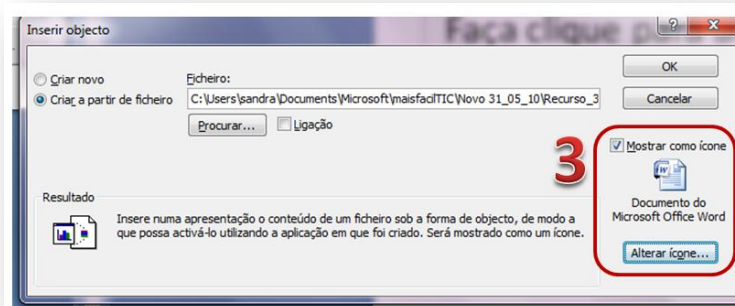 Faça clique para
Inserir objecto
Criar novo
Criar a partir de ficheiro
Ficheiro:
C:\Users\sandra\Documents\Microsoft\maisfacilTIC\Novo 31_05_10\Recurso_3
Procurar...
Ligação
OK
Cancelar
3
Mostrar como ícone
Documento do
Microsoft Office Word
Alterar ícone...
Resultado
Insere numa apresentação o conteúdo de um ficheiro sob a forma de objecto, de modo a
que possa activá-lo utilizando a aplicação em que foi criado. Será mostrado como um ícone.